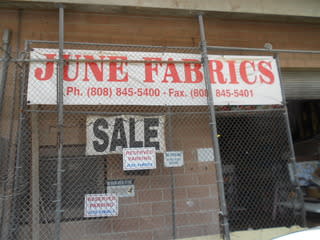 JUNE FABRICS
Ph. (808) 845-5400 - Fax. (808) 845-5401
SALE
RESERVED
PARKING
RESERVED
PARKING